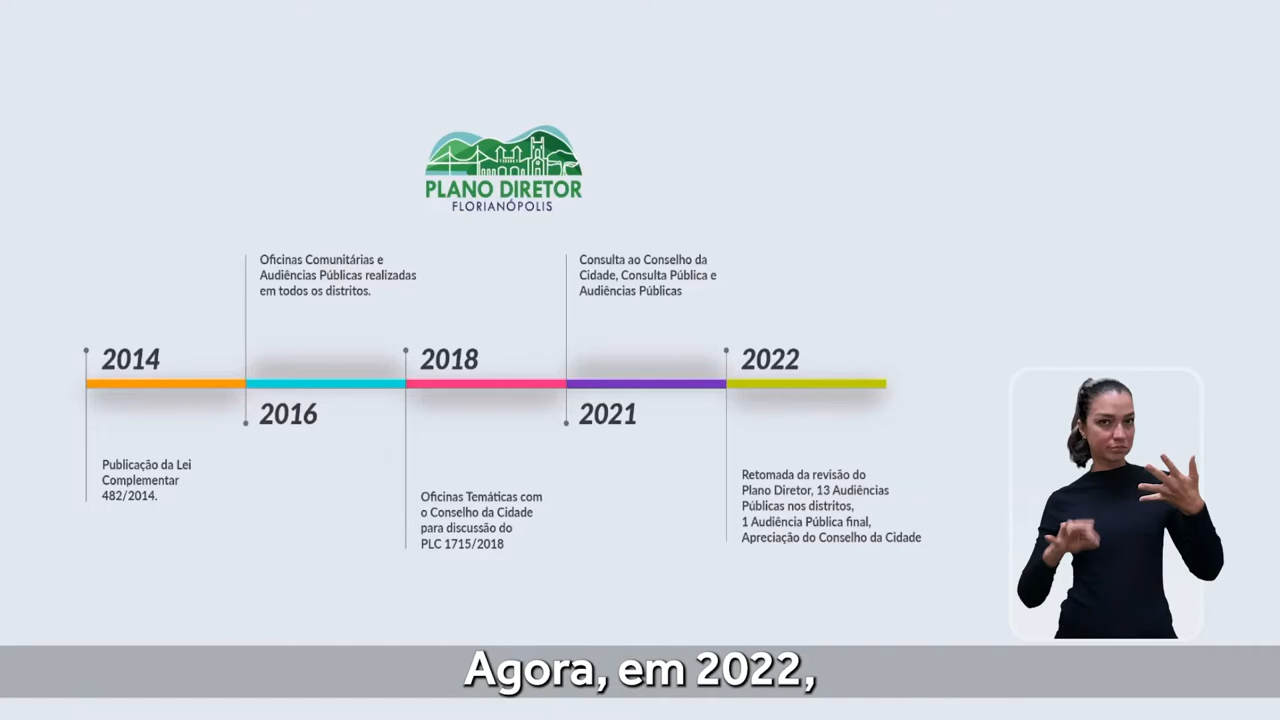 PLANO DIRETOR
FLORIANÓPOLIS
Oficinas Comunitárias e
Audiências Públicas realizadas
em todos os distritos.
Consulta ao Conselho da
Cidade, Consulta Pública e
Audiências Públicas
2014
2018
2022
2016
2021
Publicação da Lei
Complementar
482/2014.
Oficinas Temáticas com
o Conselho da Cidade
para discussão do
PLC 1715/2018
Retomada da revisão do
Plano Diretor, 13 Audiências
Públicas nos distritos,
1 Audiência Pública final,
Apreciação do Conselho da Cidade
Agora, em 2022,